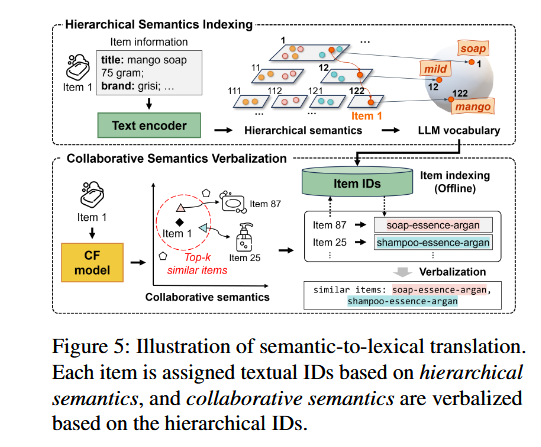 Hierarchical Semantics Indexing
Item information
title: mango soap
75 gram;
brand: grisi; ...
Item 1
Text encoder
1
...
11
12
111
112
121
122
...
...
Item 1
Hierarchical semantics
soap
1
mild
12
122
mango
LLM vocabulary
Collaborative Semantics Verbalization
Item 1
CF
model
Item 87
Item 1
Item 25
Top-k
similar items
Collaborative semantics
Item IDs
Item indexing
(Offline)
Item 87
soap-essence-argan
Item 25
shampoo-essence-argan
Verbalization
similar items: soap-essence-argan,
shampoo-essence-argan
Figure 5: Illustration of semantic-to-lexical translation.
Each item is assigned textual IDs based on hierarchical
semantics, and collaborative semantics are verbalized
based on the hierarchical IDs.